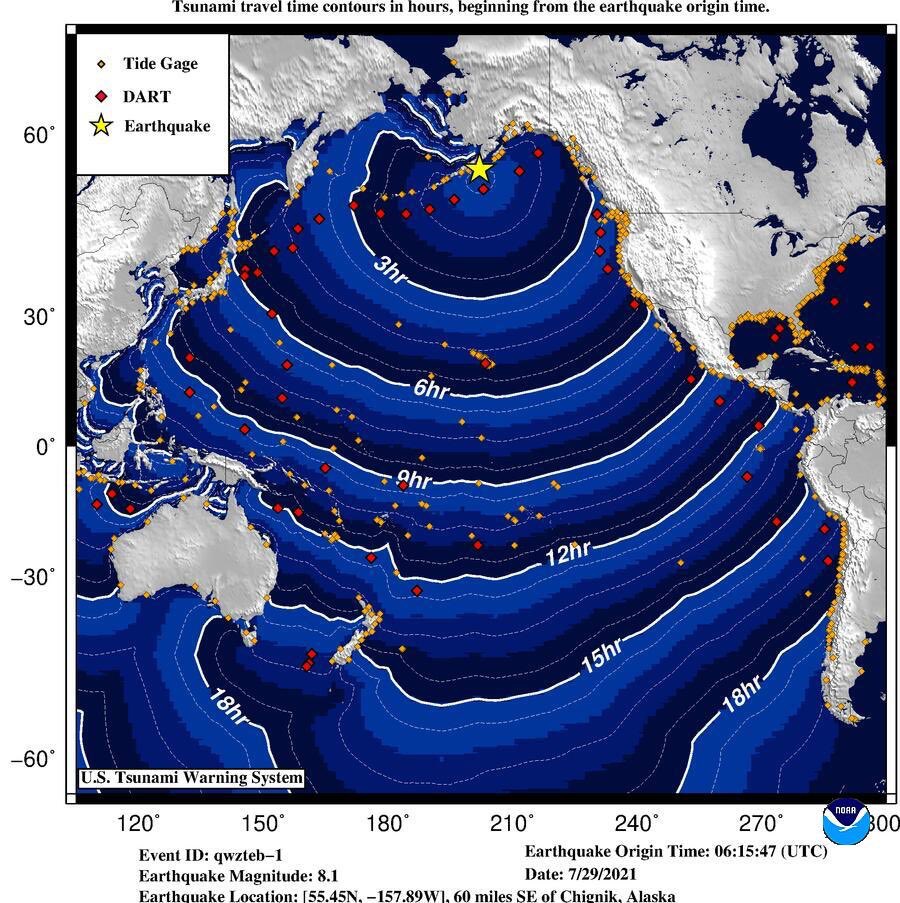 Tsunami travel time contours in hours, beginning from the earthquake origin time.
Tide Gage
DART
Earthquake
60°
30°
0°
−30°
−60°
3hr
6hr
9hr
12hr
15hr
18hr
18hr
U.S. Tsunami Warning System
NOAA
120°
150°
180°
210°
240°
270°
300
Event ID: qwzteb−1
Earthquake Magnitude: 8.1
Earthquake Location: [55.45N, −157.89W], 60 miles SE of Chignik, Alaska
Earthquake Origin Time: 06:15:47 (UTC)
Date: 7/29/2021